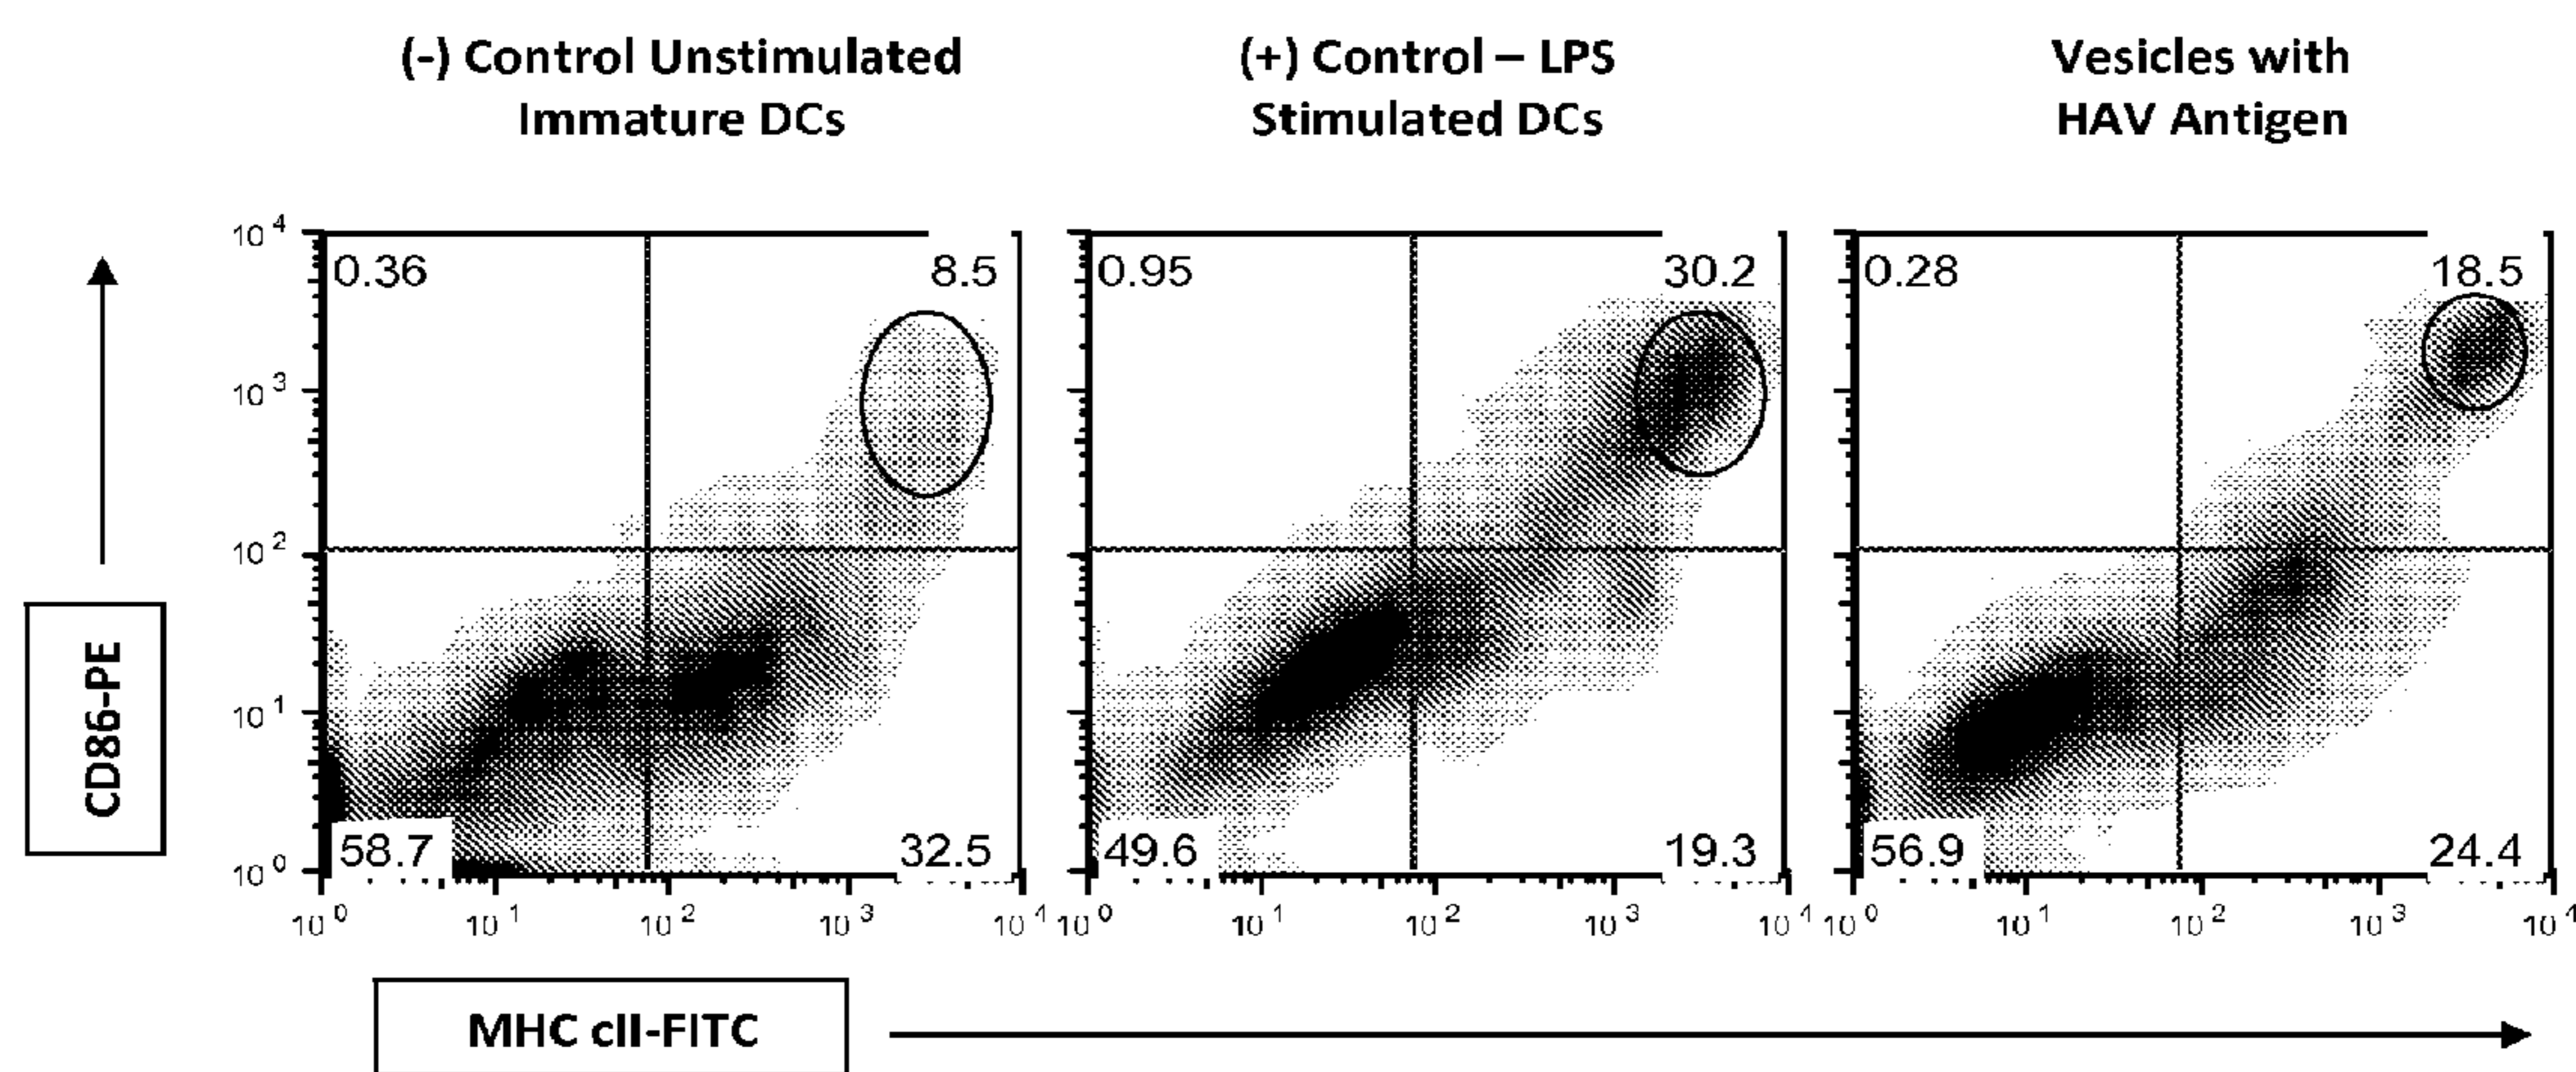 (-) Control Unstimulated
Immature DCs
(+) Control – LPS
Stimulated DCs
Vesicles with
HAV Antigen
CD86-PE
10^4
10^3
10^2
10^1
10^0
0.36
8.5
58.7
32.5
0.95
30.2
49.6
19.3
0.28
18.5
56.9
24.4
10^0 10^1 10^2 10^3 10^4
10^0 10^1 10^2 10^3 10^4
10^0 10^1 10^2 10^3 10^4
MHC cII-FITC